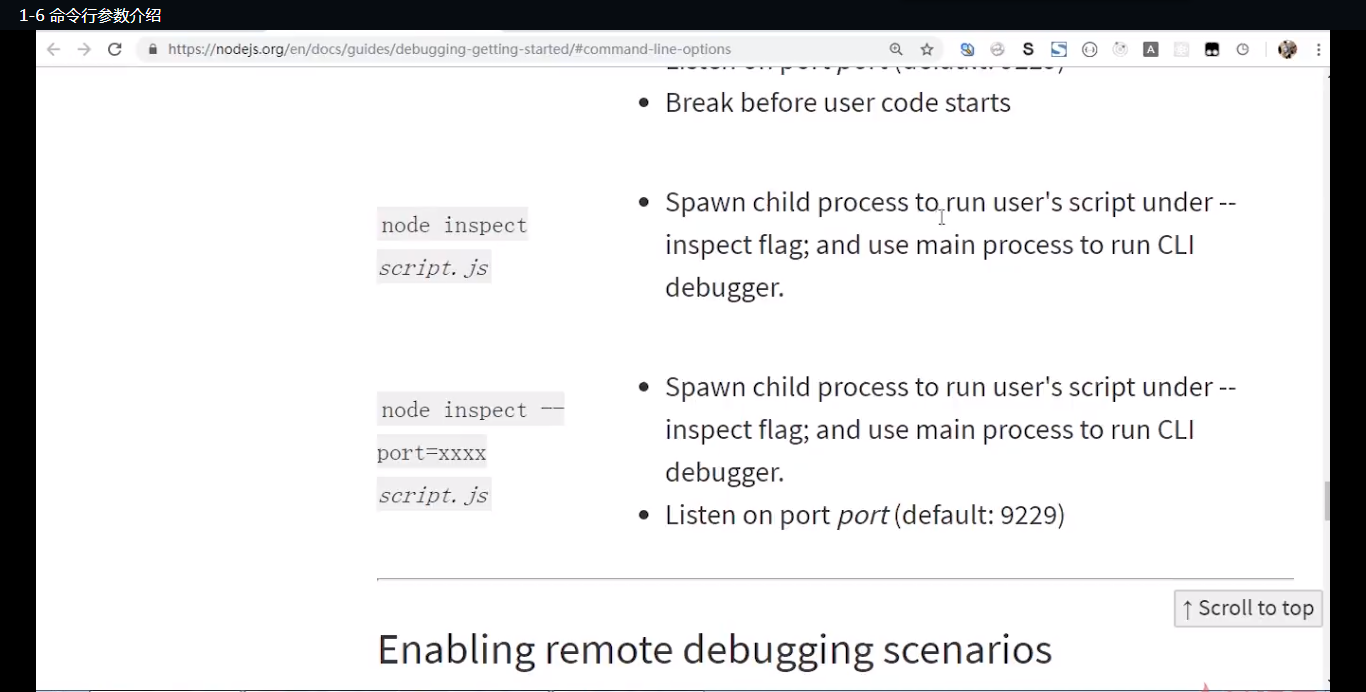 1-6 命令行参数介绍
https://nodejs.org/en/docs/guides/debugging-getting-started/#command-line-options
Listen on port port (default: 9229)
• Break before user code starts
node inspect
script.js
• Spawn child process to run user's script under --
inspect flag; and use main process to run CLI
debugger.
node inspect --
port=xxxx
script.js
• Spawn child process to run user's script under --
inspect flag; and use main process to run CLI
debugger.
• Listen on port port (default: 9229)
↑ Scroll to top
Enabling remote debugging scenarios